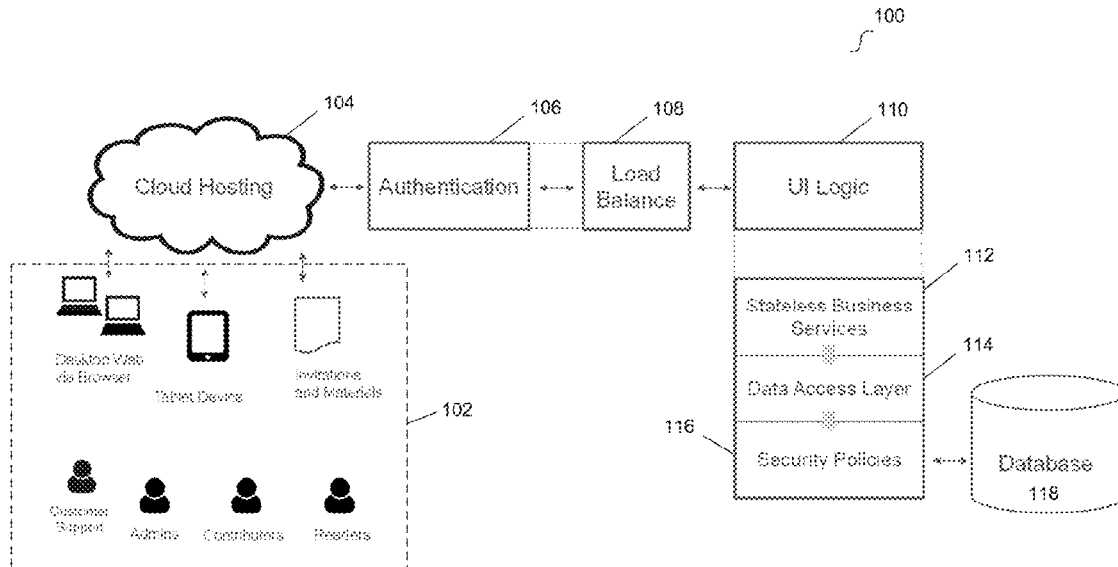 100
104
106
108
110
Cloud Hosting
Authentication
Load
Balance
UI Logic
112
Stateless Business
Services
114
Desktop Web
via Browser
Tablet Device
Invitations
and Materials
Data Access Layer
102
116
Security Policies
Database
118
Customer
Support
Admins
Contributors
Readers